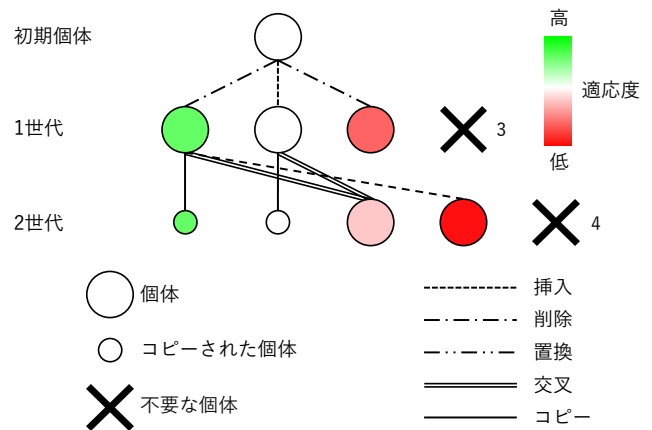 初期個体
高
適応度
低
1世代
3
2世代
4
個体
コピーされた個体
不要な個体
挿入
削除
置換
交叉
コピー